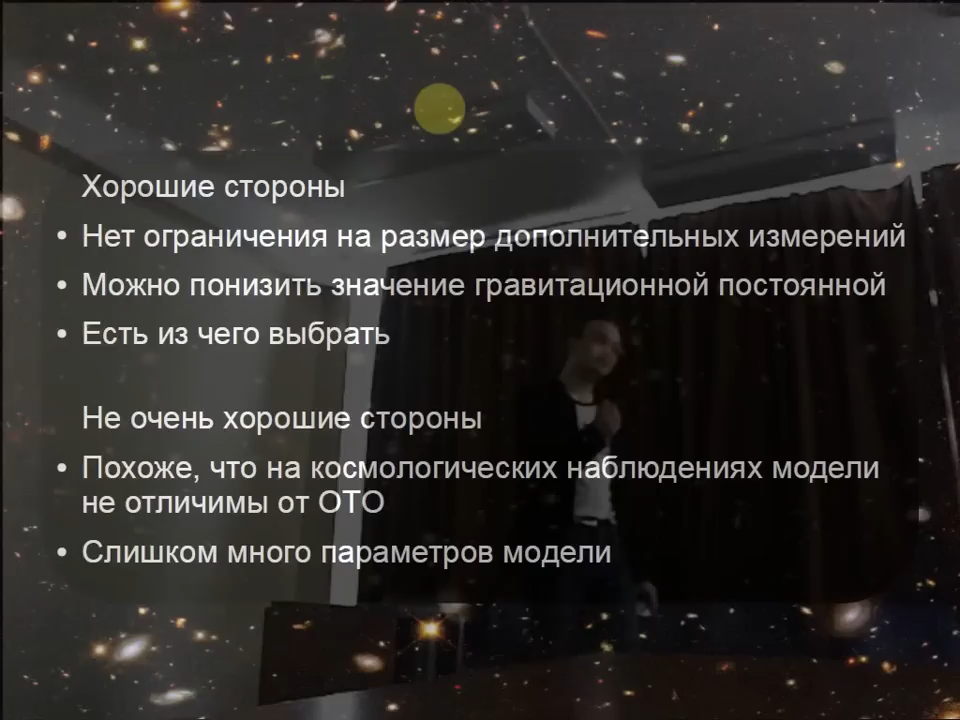 Хорошие стороны
• Нет ограничения на размер дополнительных измерений
• Можно понизить значение гравитационной постоянной
• Есть из чего выбрать
Не очень хорошие стороны
• Похоже, что на космологических наблюдениях модели
не отличимы от ОТО
• Слишком много параметров модели